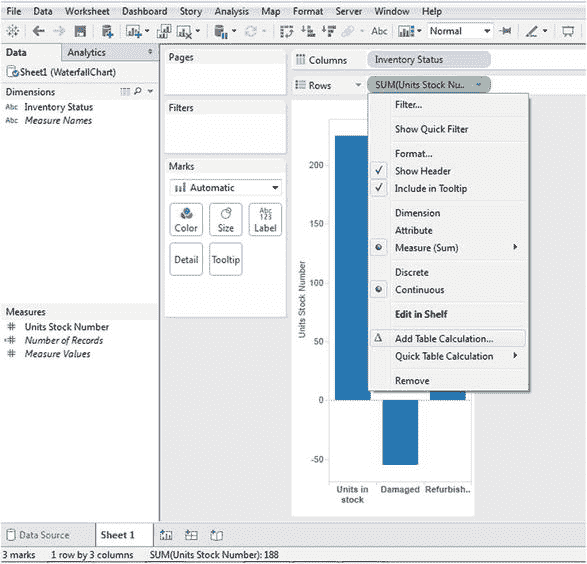 File Data Worksheet Dashboard Story Analysis Map Format Server Window Help
Abc
Normal
Data
Analytics
Sheet1 (WaterfallChart)
Dimensions
Abc Inventory Status
Abc Measure Names
Measures
# Units Stock Number
# Number of Records
# Measure Values
Pages
Filters
Marks
Automatic
Color
Size
Abc
123
Label
Detail
Tooltip
Columns
Inventory Status
Rows
SUM(Units Stock Nu..
Filter...
Show Quick Filter
Format...
Show Header
Include in Tooltip
Dimension
Attribute
Measure (Sum)
Discrete
Continuous
Edit in Shelf
Add Table Calculation...
Quick Table Calculation
Remove
Units Stock Number
200
150
100
50
0
-50
Units in
stock
Damaged
Refurbish..
Data Source
Sheet 1
3 marks 1 row by 3 columns SUM(Units Stock Number): 188